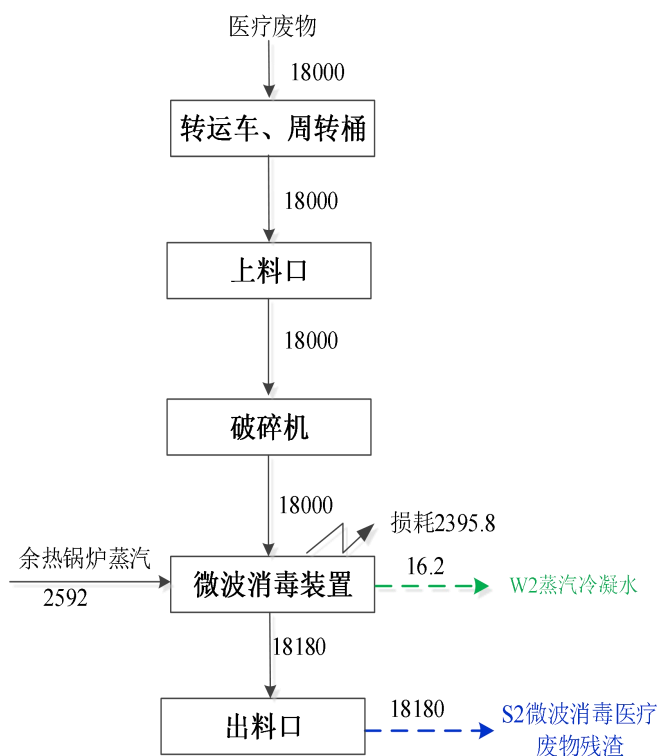 医疗废物
18000
转运车、周转桶
18000
上料口
18000
破碎机
18000
损耗2395.8
余热锅炉蒸汽
2592
微波消毒装置
16.2
W2蒸汽冷凝水
18180
出料口
18180
S2微波消毒医疗
废物残渣